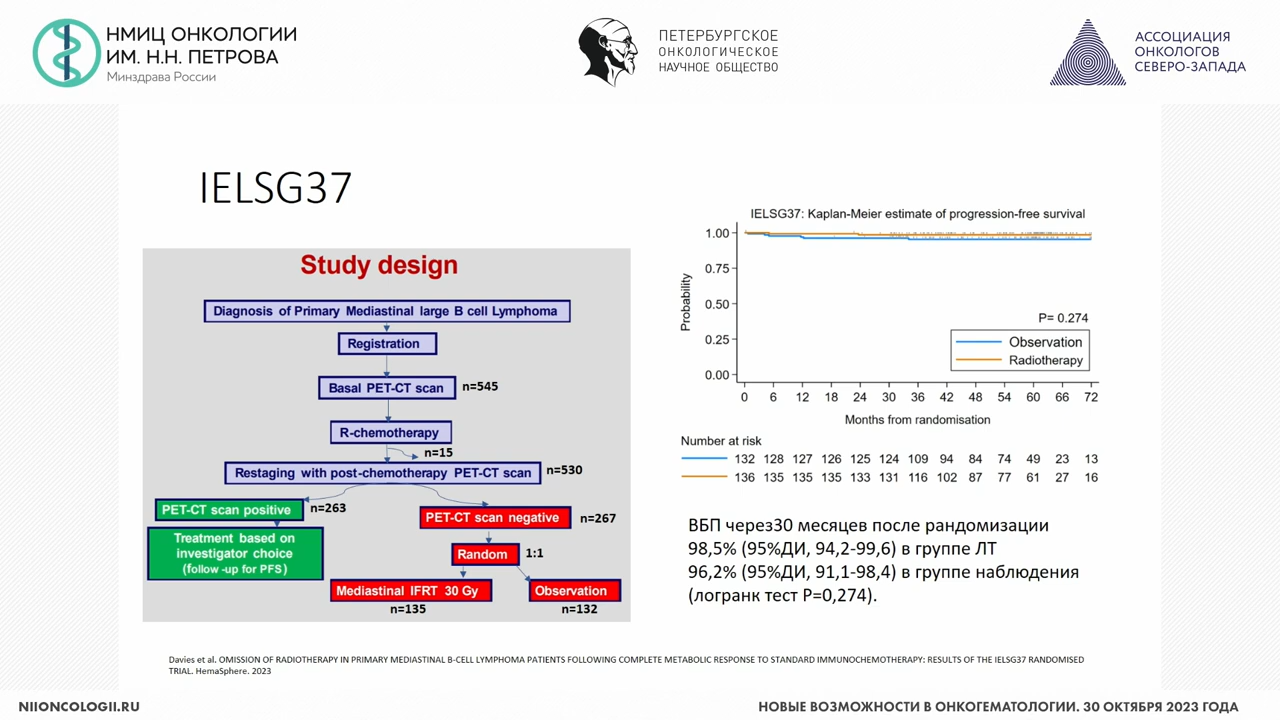 НМИЦ ОНКОЛОГИИ
ИМ. Н.Н. ПЕТРОВА
Минздрава России
ПЕТЕРБУРГСКОЕ
ОНКОЛОГИЧЕСКОЕ
НАУЧНОЕ ОБЩЕСТВО
АССОЦИАЦИЯ
ОНКОЛОГОВ
СЕВЕРО-ЗАПАДА
IELSG37
Study design
Diagnosis of Primary Mediastinal large B cell Lymphoma
Registration
Basal PET-CT scan
n=545
R-chemotherapy
n=15
Restaging with post-chemotherapy PET-CT scan
n=530
PET-CT scan positive
n=263
PET-CT scan negative
n=267
Treatment based on
investigator choice
(follow -up for PFS)
Random
1:1
Mediastinal IFRT 30 Gy
Observation
n=135
n=132
IELSG37: Kaplan-Meier estimate of progression-free survival
1.00
0.75
0.50
0.25
0.00
Probability
P= 0.274
Observation
Radiotherapy
0 6 12 18 24 30 36 42 48 54 60 66 72
Months from randomisation
Number at risk
132 128 127 126 125 124 109 94 84 74 49 23 13
136 135 135 135 133 131 116 102 87 77 61 27 16
ВБП через30 месяцев после рандомизации
98,5% (95%ДИ, 94,2-99,6) в группе ЛТ
96,2% (95%ДИ, 91,1-98,4) в группе наблюдения
(логранк тест P=0,274).
Davies et al. OMISSION OF RADIOTHERAPY IN PRIMARY MEDIASTINAL B-CELL LYMPHOMA PATIENTS FOLLOWING COMPLETE METABOLIC RESPONSE TO STANDARD IMMUNOCHEMOTHERAPY: RESULTS OF THE IELSG37 RANDOMISED
TRIAL. HemaSphere. 2023
NIIONCOLOGII.RU
НОВЫЕ ВОЗМОЖНОСТИ В ОНКОГЕМАТОЛОГИИ. 30 ОКТЯБРЯ 2023 ГОДА